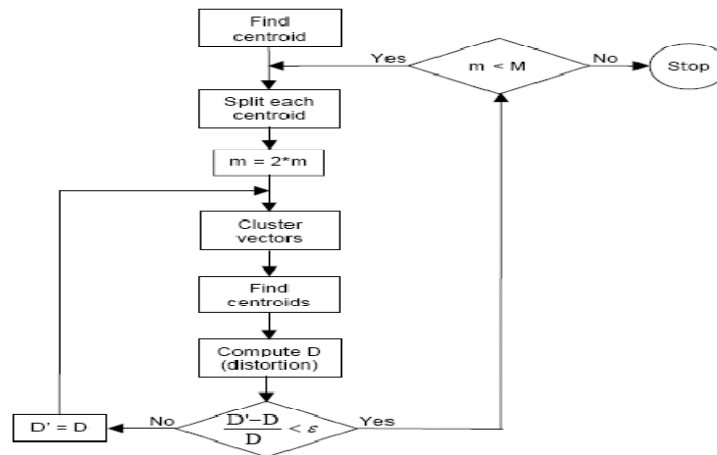 Find
centroid
Yes
m < M
No
Stop
Split each
centroid
m = 2*m
Cluster
vectors
Find
centroids
Compute D
(distortion)
D' = D
No
D'-D
D
< ε
Yes